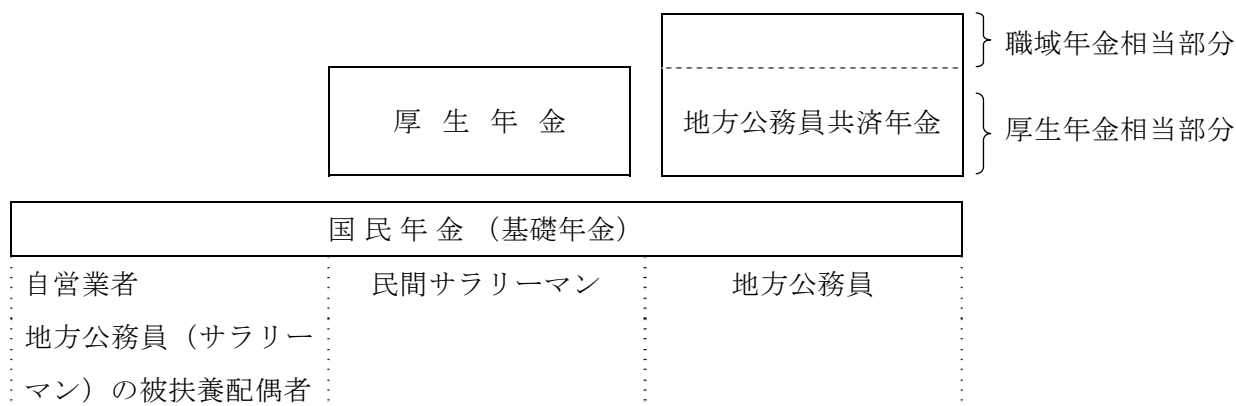 職域年金相当部分
厚 生 年 金
地方公務員共済年金
厚生年金相当部分
国 民 年 金 （基礎年金）
自営業者
地方公務員（サラリー
マン）の被扶養配偶者
民間サラリーマン
地方公務員